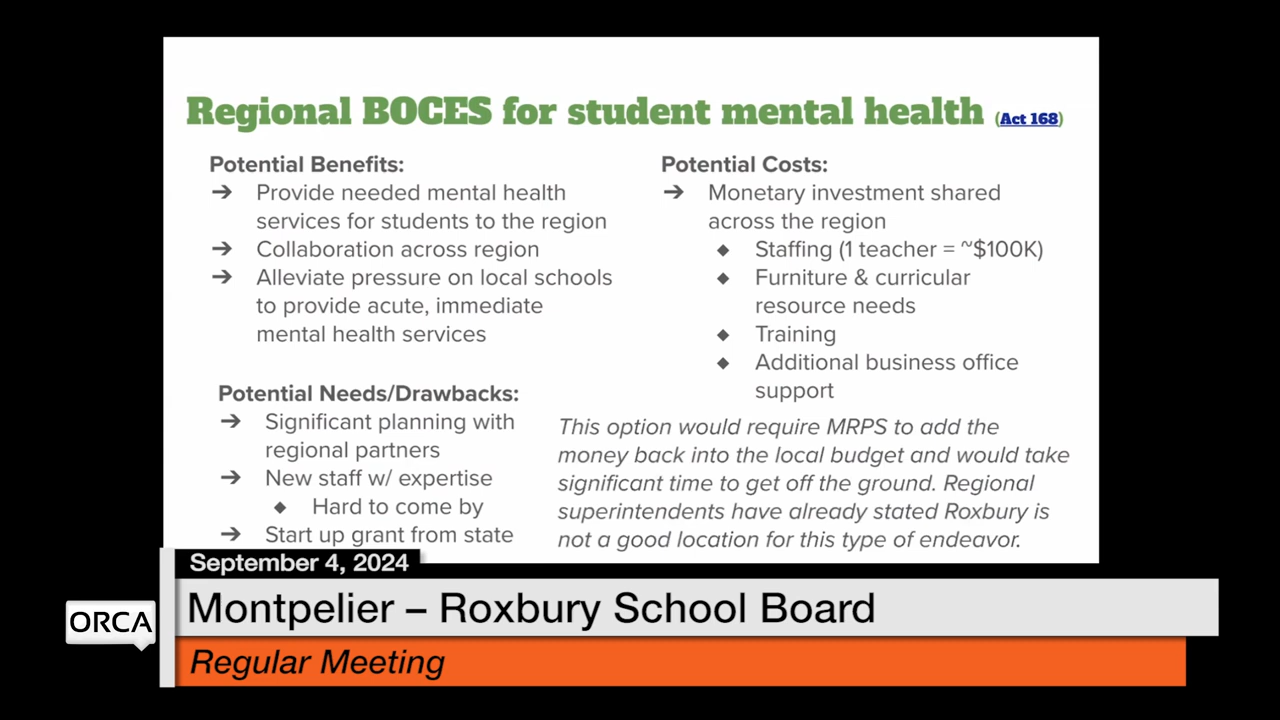 Regional BOCES for student mental health (Act 168)
Potential Benefits:
➔ Provide needed mental health
services for students to the region
➔ Collaboration across region
➔ Alleviate pressure on local schools
to provide acute, immediate
mental health services
Potential Costs:
➔ Monetary investment shared
across the region
◆ Staffing (1 teacher = ~$100K)
◆ Furniture & curricular
resource needs
◆ Training
◆ Additional business office
support
Potential Needs/Drawbacks:
➔ Significant planning with
regional partners
➔ New staff w/ expertise
◆ Hard to come by
➔ Start up grant from state
This option would require MRPS to add the
money back into the local budget and would take
significant time to get off the ground. Regional
superintendents have already stated Roxbury is
not a good location for this type of endeavor.
September 4, 2024
Montpelier – Roxbury School Board
ORCA
Regular Meeting